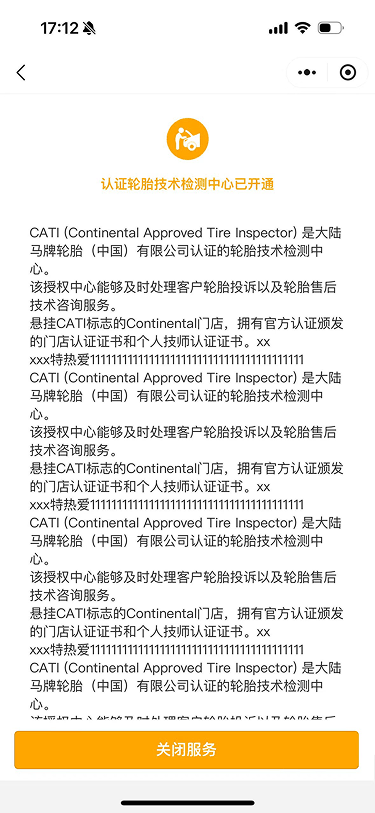 17:12
认证轮胎技术检测中心已开通
CATI (Continental Approved Tire Inspector) 是大陆
马牌轮胎（中国）有限公司认证的轮胎技术检测中
心。
该授权中心能够及时处理客户轮胎投诉以及轮胎售后
技术咨询服务。
悬挂CATI标志的Continental门店，拥有官方认证颁发
的门店认证证书和个人技师认证证书。xx
xxx特热爱1111111111111111111111111111111111111111
CATI (Continental Approved Tire Inspector) 是大陆
马牌轮胎（中国）有限公司认证的轮胎技术检测中
心。
该授权中心能够及时处理客户轮胎投诉以及轮胎售后
技术咨询服务。
悬挂CATI标志的Continental门店，拥有官方认证颁发
的门店认证证书和个人技师认证证书。xx
xxx特热爱1111111111111111111111111111111111111111
CATI (Continental Approved Tire Inspector) 是大陆
马牌轮胎（中国）有限公司认证的轮胎技术检测中
心。
该授权中心能够及时处理客户轮胎投诉以及轮胎售后
技术咨询服务。
悬挂CATI标志的Continental门店，拥有官方认证颁发
的门店认证证书和个人技师认证证书。xx
xxx特热爱1111111111111111111111111111111111111111
CATI (Continental Approved Tire Inspector) 是大陆
马牌轮胎（中国）有限公司认证的轮胎技术检测中
心。
该授权中心能够及时处理客户轮胎投诉以及轮胎售后
关闭服务